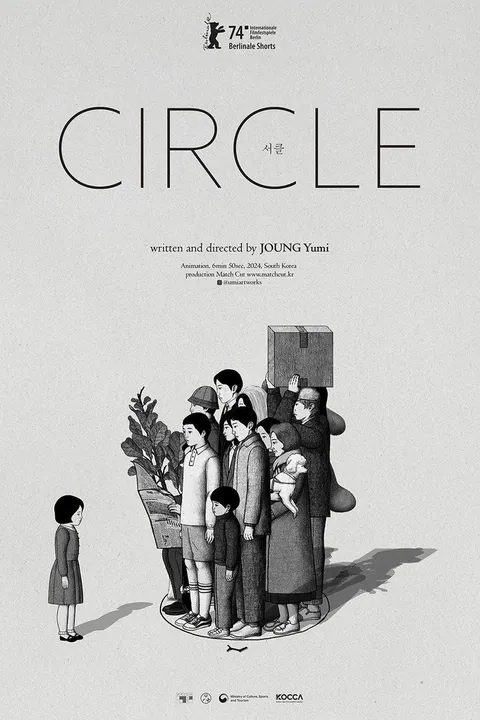 74
Internationale
Filmfestspiele
Berlin
Berlinale Shorts
CIRCLE
서클
written and directed by JOUNG Yumi
Animation, 6min 50sec, 2024, South Korea
production Match Cut www.matchcut.kr
@umiartworks
Ministry of Culture, Sports
and Tourism
KOCCA